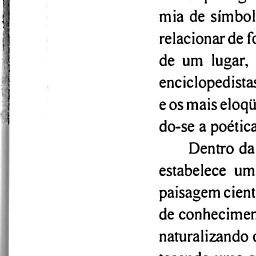 mia de símbol
relacionar de fo
de um lugar,
enciclopedistas
e os mais eloqü
do-se a poética
Dentro da
estabelece um
paisagem cient
de conhecimen
naturalizando